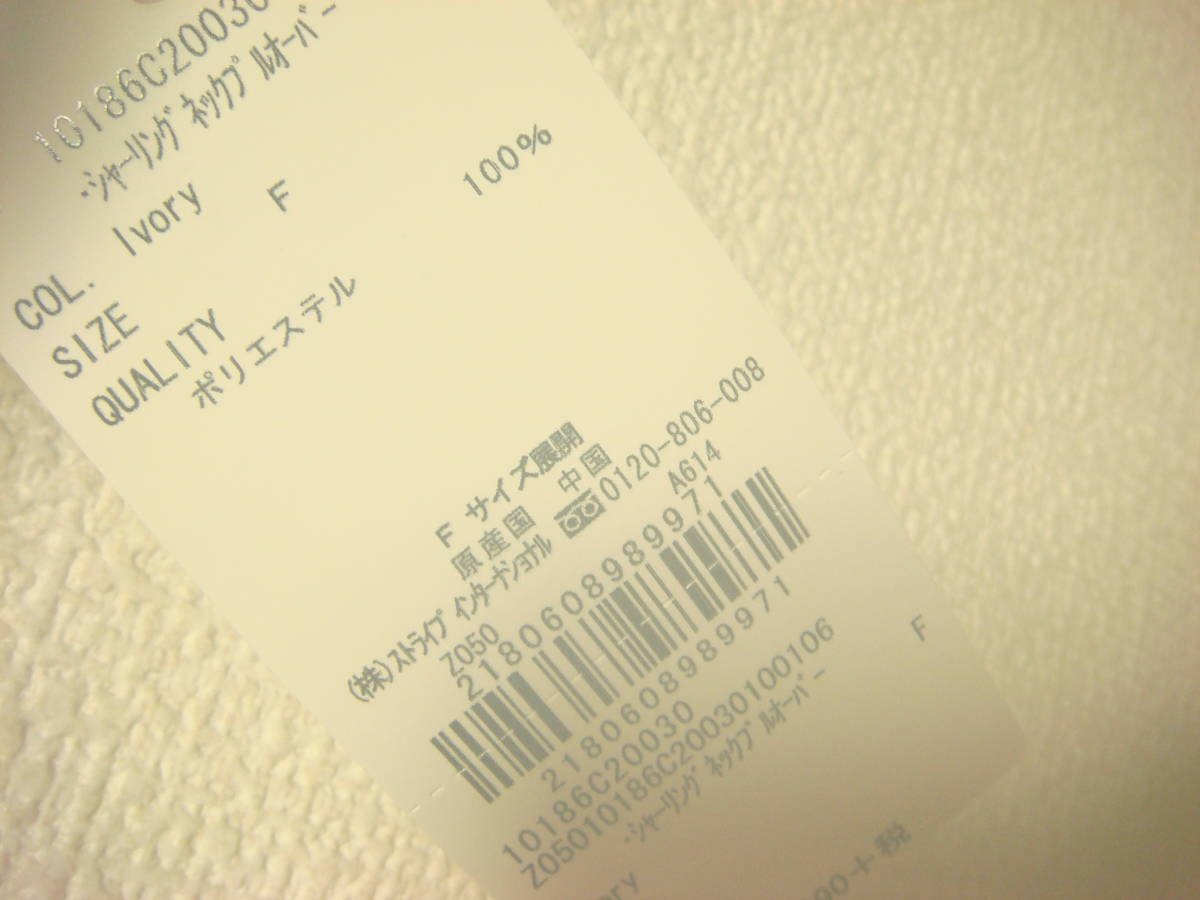 10186C20030
・シャーリングネックプルオーバー
COL. Ivory
SIZE F
QUALITY
ポリエステル 100%
F サイズ展開
原産国 中国
(株)ストライプインターナショナル 0120-806-008
Z050 A614
2180608989971
2180608989971
10186C20030
Z05010186C20030100106
・シャーリングネックプルオーバー
F
90-+税